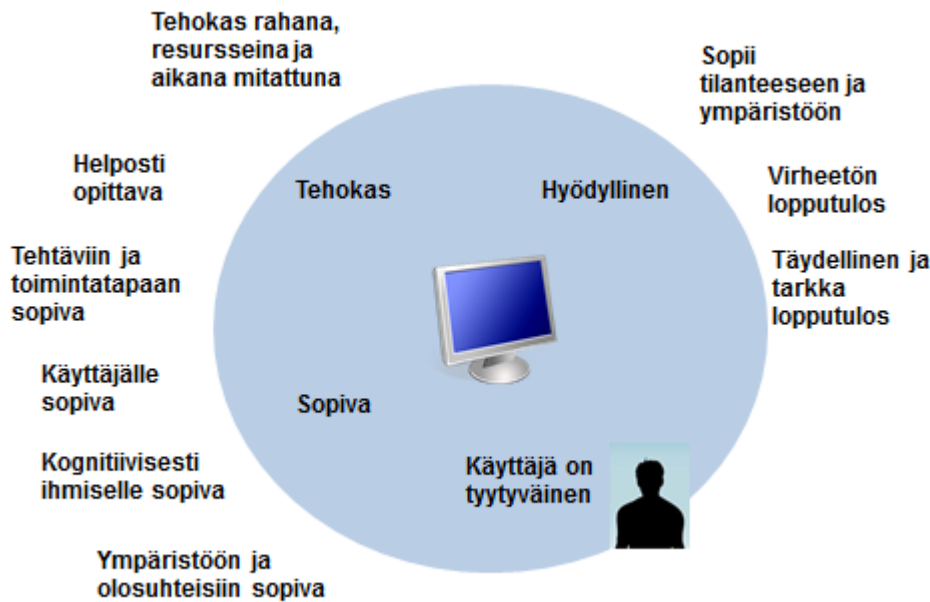 Tehokas rahana,
resursseina ja
aikana mitattuna
Sopii
tilanteeseen ja
ympäristöön
Helposti
opittava
Tehokas
Hyödyllinen
Virheetön
lopputulos
Tehtäviin ja
toimintatapaan
sopiva
Täydellinen ja
tarkka
lopputulos
Käyttäjälle
sopiva
Sopiva
Kognitiivisesti
ihmiselle sopiva
Käyttäjä on
tyytyväinen
Ympäristöön ja
olosuhteisiin sopiva